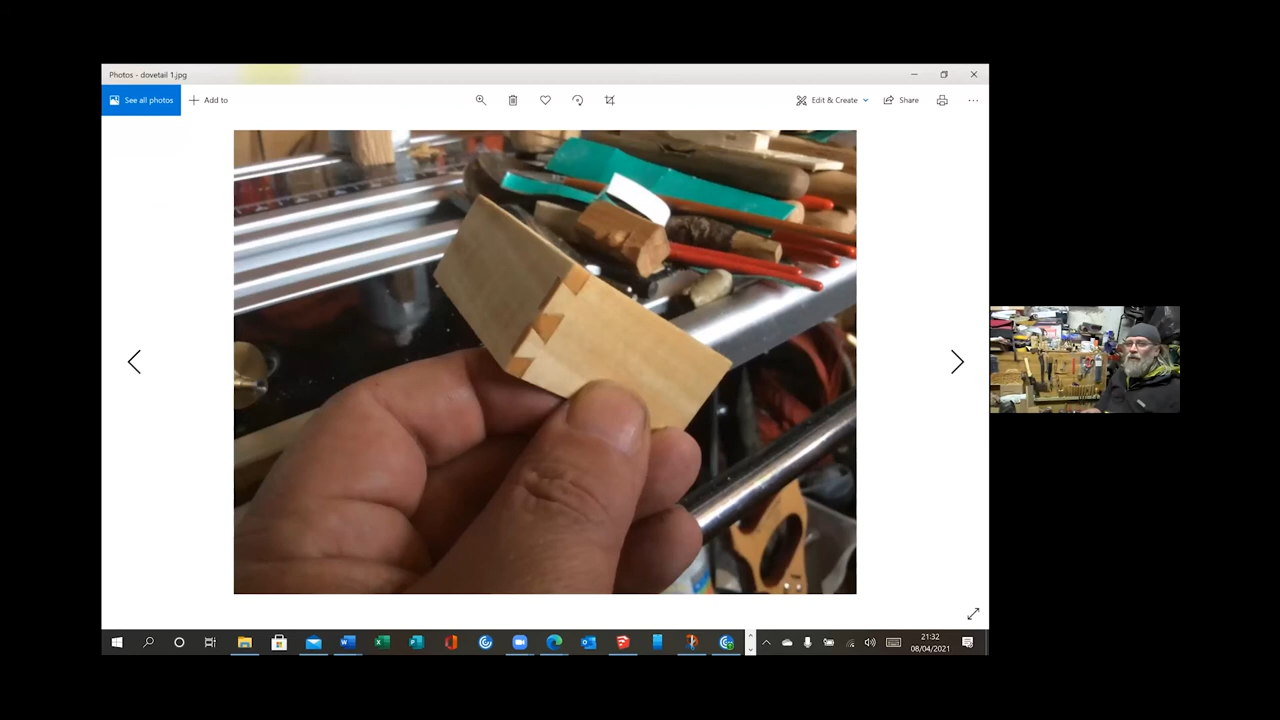 Photos - dovetail 1.jpg
See all photos
Add to
Edit & Create
Share
21:32
08/04/2021